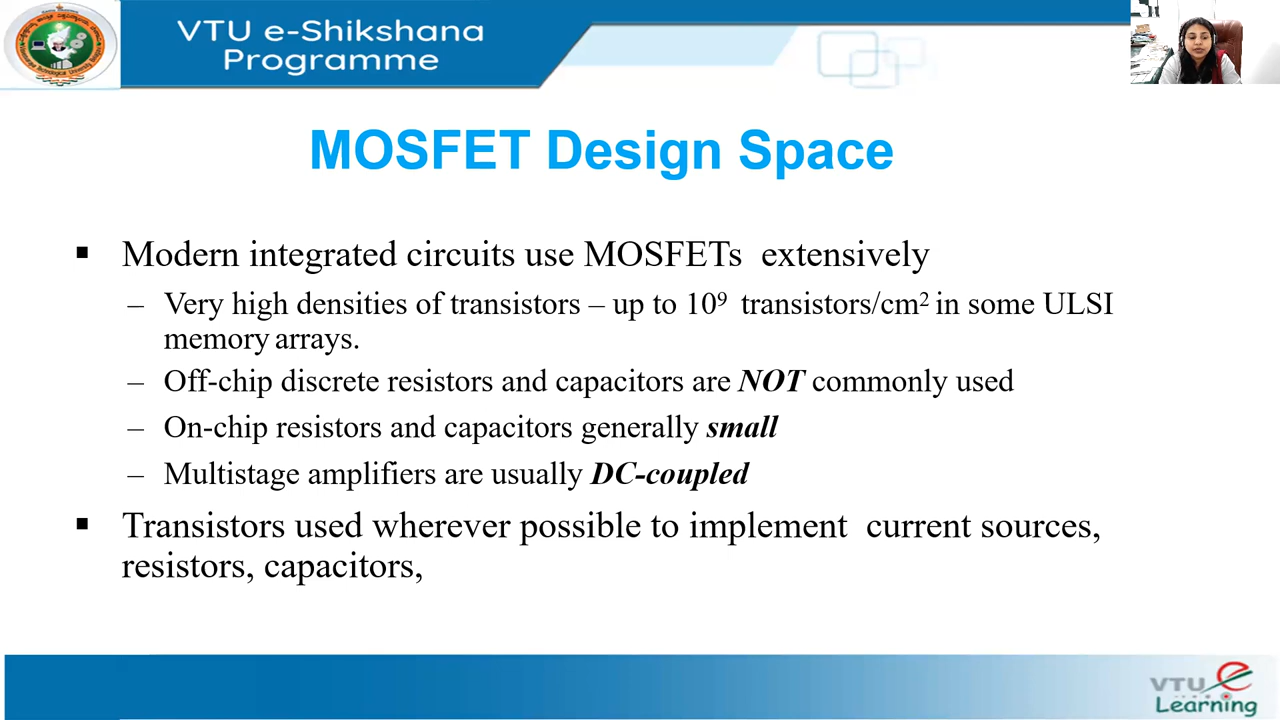 VTU e-Shikshana
Programme
MOSFET Design Space
▪ Modern integrated circuits use MOSFETs extensively
– Very high densities of transistors – up to 10⁹ transistors/cm² in some ULSI
memory arrays.
– Off-chip discrete resistors and capacitors are NOT commonly used
– On-chip resistors and capacitors generally small
– Multistage amplifiers are usually DC-coupled
▪ Transistors used wherever possible to implement current sources,
resistors, capacitors,
VTU e
Learning